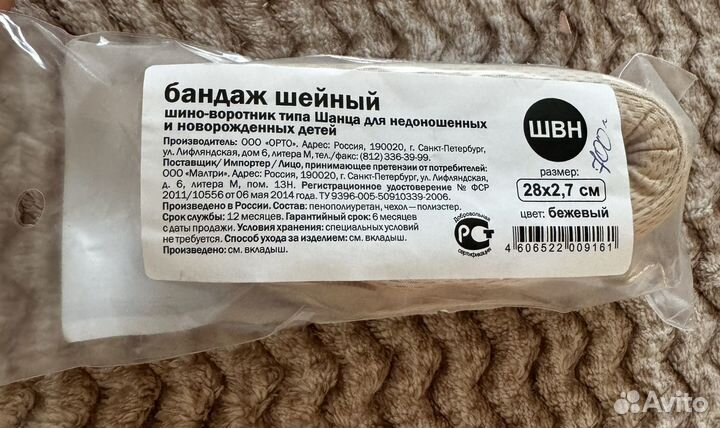 бандаж шейный
шино-воротник типа Шанца для недоношенных
и новорожденных детей
Производитель: ООО «ОРТО». Адрес: Россия, 190020, г. Санкт-Петербург,
ул. Лифляндская, дом 6, литера М, тел./факс: (812) 336-39-99.
Поставщик/ Импортер / Лицо, принимающее претензии от потребителей:
ООО «Малтри». Адрес: Россия, 190020, г. Санкт-Петербург, ул. Лифляндская,
д. 6, литера М, пом. 13Н. Регистрационное удостоверение № ФСР
2011/10556 от 06 мая 2014 года. ТУ 9396-005-50910339-2006.
Произведено в России. Состав: пенополиуретан, чехол—полиэстер.
Срок службы: 12 месяцев. Гарантийный срок: 6 месяцев
с даты продажи. Условия хранения: специальных условий
не требуется. Способ ухода за изделием: см. вкладыш.
Произведено: см. вкладыш.
ШВН
700
размер:
28х2,7 см
цвет: бежевый
Добровольная
РСТ
сертификация
4 606522 009161
Avito